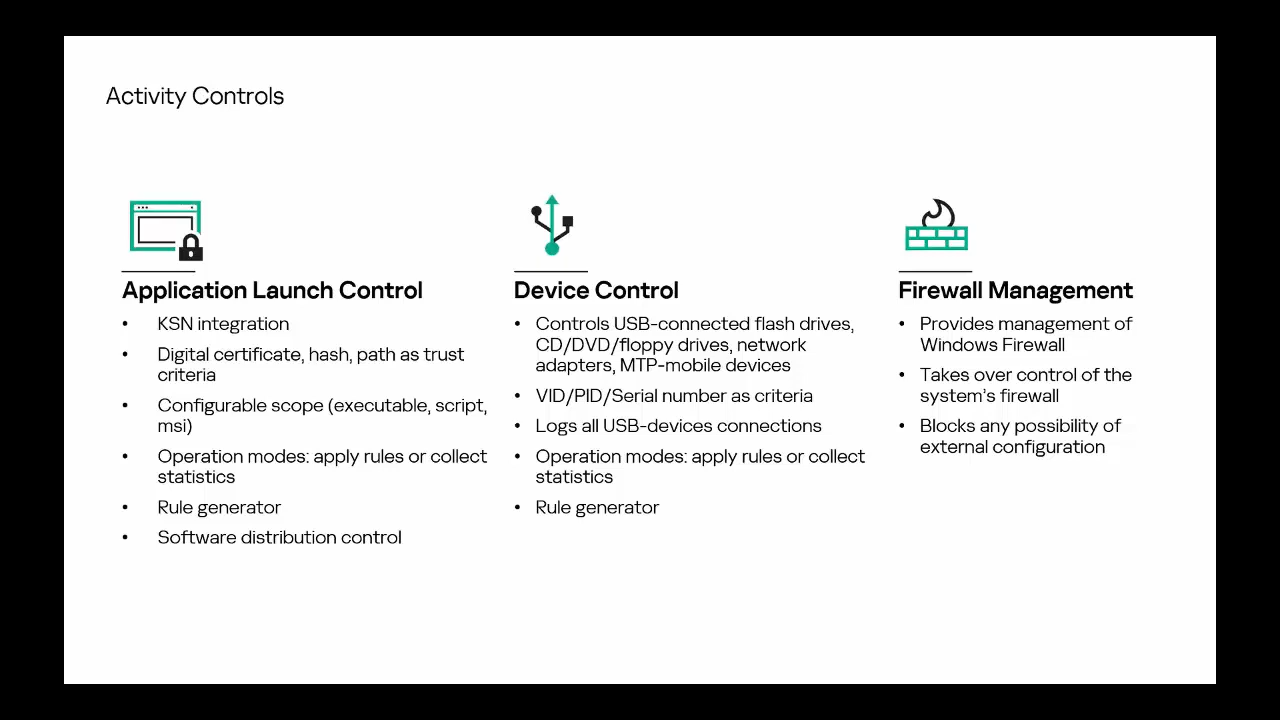 Activity Controls
Application Launch Control
• KSN integration
• Digital certificate, hash, path as trust
criteria
• Configurable scope (executable, script,
msi)
• Operation modes: apply rules or collect
statistics
• Rule generator
• Software distribution control
Device Control
• Controls USB-connected flash drives,
CD/DVD/floppy drives, network
adapters, MTP-mobile devices
• VID/PID/Serial number as criteria
• Logs all USB-devices connections
• Operation modes: apply rules or collect
statistics
• Rule generator
Firewall Management
• Provides management of
Windows Firewall
• Takes over control of the
system's firewall
• Blocks any possibility of
external configuration